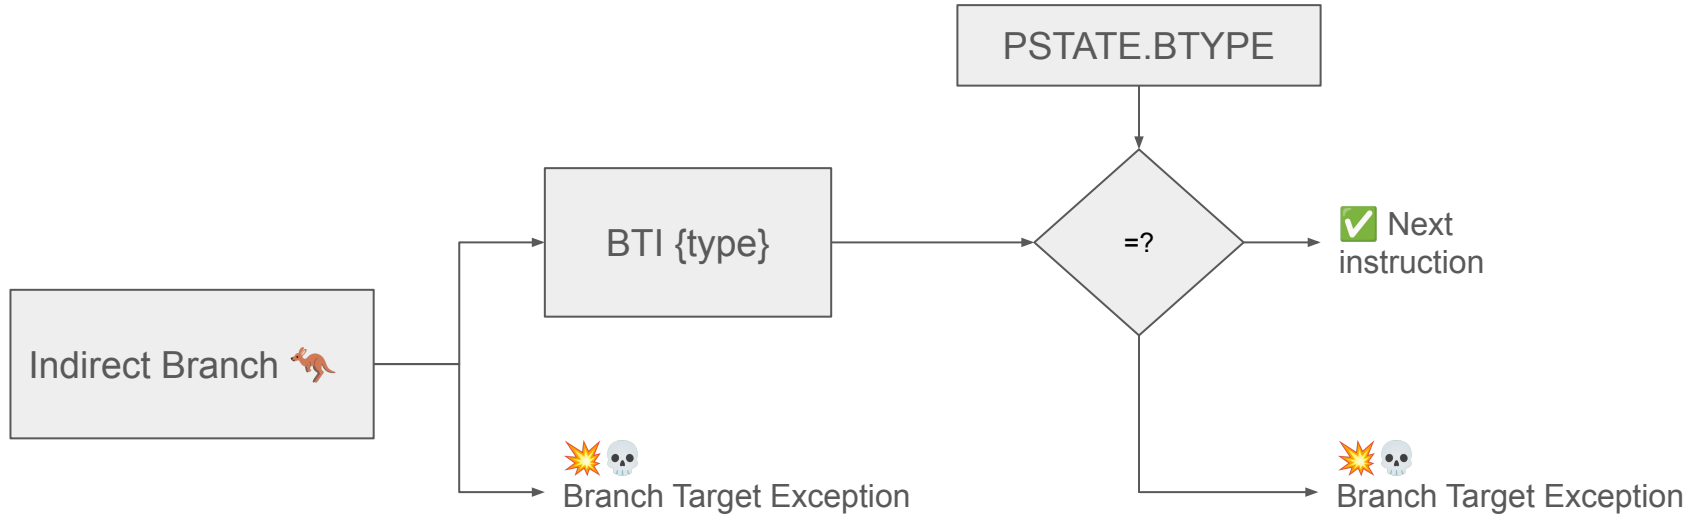 PSTATE.BTYPE
BTI {type}
=?
✅ Next
instruction
Indirect Branch 🦘
💥💀
Branch Target Exception
💥💀
Branch Target Exception